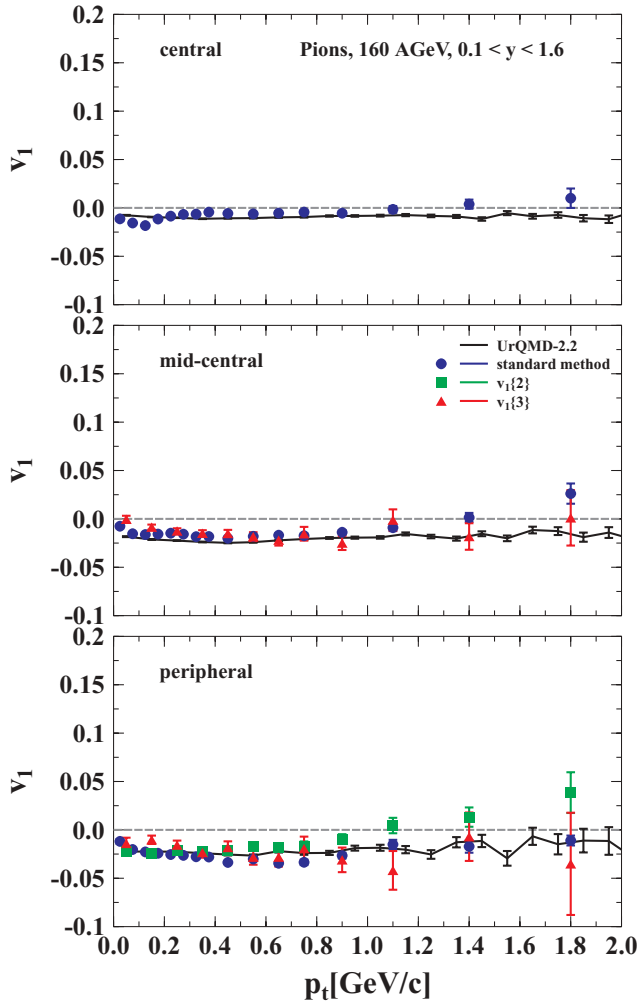 0.2
central
Pions, 160 AGeV, 0.1 < y < 1.6
0.15
0.1
v1
0.05
0.0
-0.05
-0.1
0.2
UrQMD-2.2
mid-central
standard method
0.15
v1{2}
v1{3}
0.1
v1
0.05
0.0
-0.05
-0.1
0.2
peripheral
0.15
0.1
v1
0.05
0.0
-0.05
-0.1
0.0 0.2 0.4 0.6 0.8 1.0 1.2 1.4 1.6 1.8 2.0
pt[GeV/c]